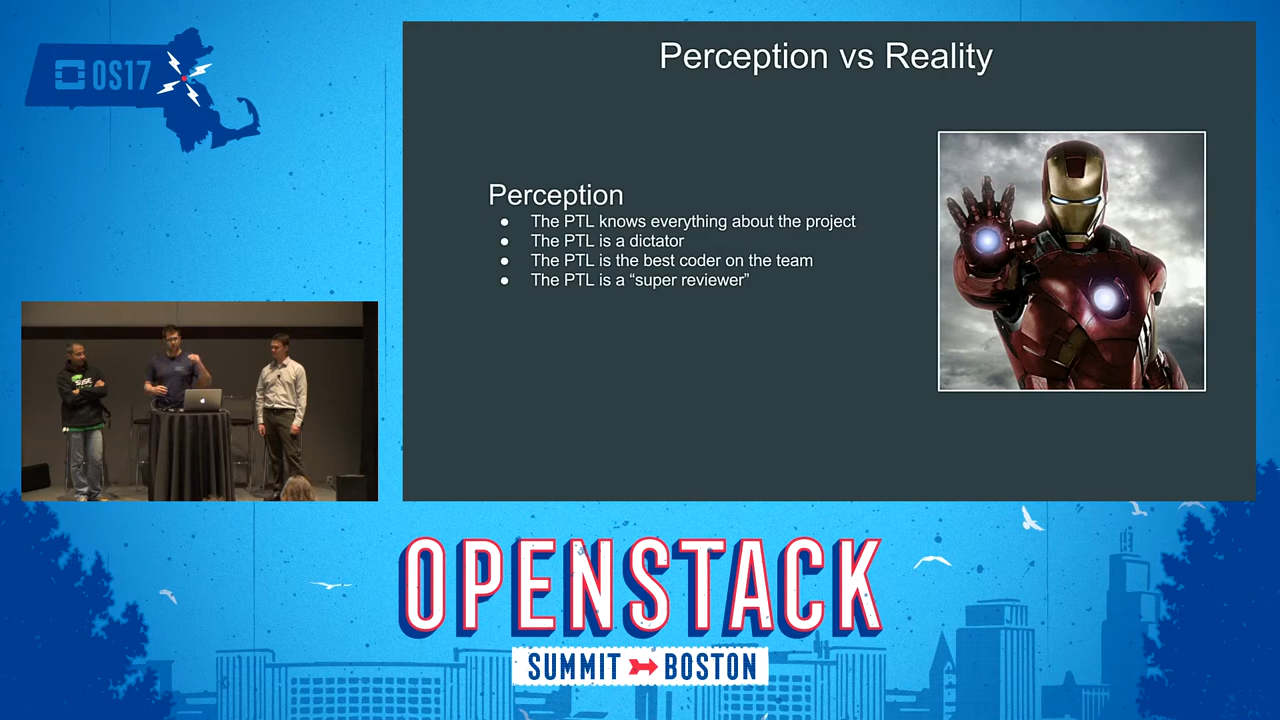 OS17
Perception vs Reality
Perception
● The PTL knows everything about the project
● The PTL is a dictator
● The PTL is the best coder on the team
● The PTL is a “super reviewer”
SUSE
OPENSTACK
SUMMIT BOSTON